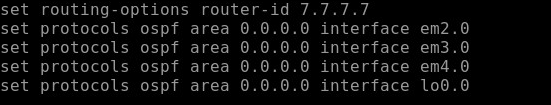 set routing-options router-id 7.7.7.7
set protocols ospf area 0.0.0.0 interface em2.0
set protocols ospf area 0.0.0.0 interface em3.0
set protocols ospf area 0.0.0.0 interface em4.0
set protocols ospf area 0.0.0.0 interface lo0.0